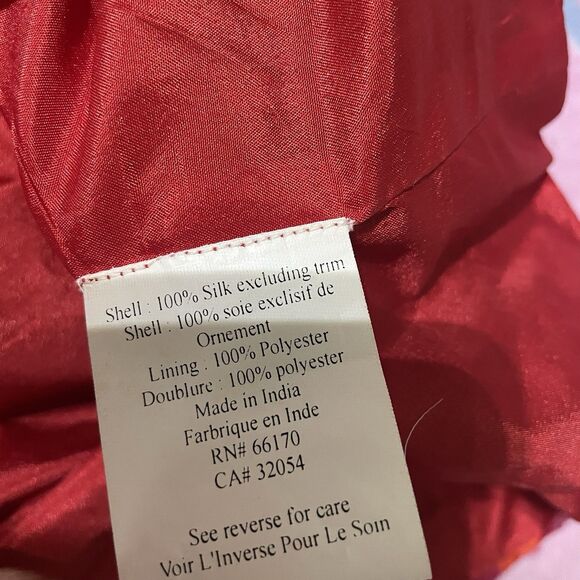 Shell : 100% Silk excluding trim
Shell : 100% soie exclisif de
Ornement
Lining : 100% Polyester
Doublure : 100% polyester
Made in India
Farbrique en Inde
RN# 66170
CA# 32054
See reverse for care
Voir L'Inverse Pour Le Soin